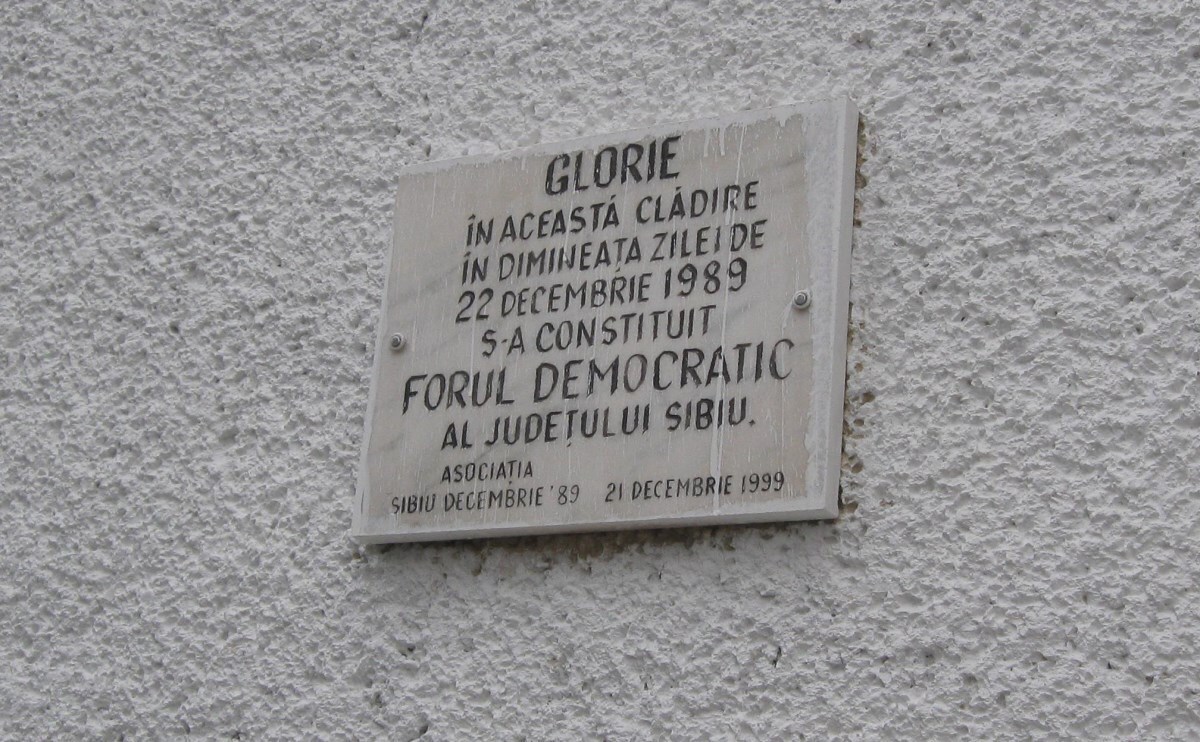 GLORIE
ÎN ACEASTĂ CLĂDIRE
ÎN DIMINEAȚA ZILEI DE
22 DECEMBRIE 1989
S-A CONSTITUIT
FORUL DEMOCRATIC
AL JUDEȚULUI SIBIU.
ASOCIAȚIA
SIBIU DECEMBRIE '89 21 DECEMBRIE 1999